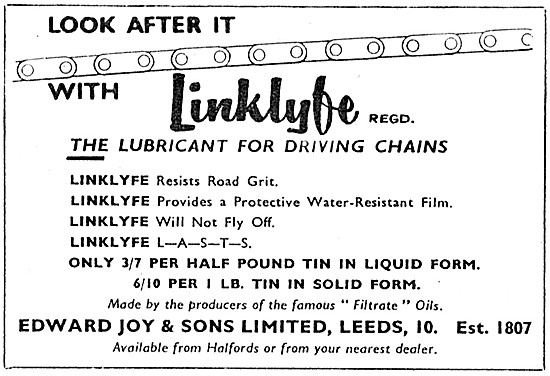 LOOK AFTER IT
WITH Linklyfe REGD.
THE LUBRICANT FOR DRIVING CHAINS
LINKLYFE Resists Road Grit.
LINKLYFE Provides a Protective Water-Resistant Film.
LINKLYFE Will Not Fly Off.
LINKLYFE L—A—S—T—S.
ONLY 3/7 PER HALF POUND TIN IN LIQUID FORM.
6/10 PER 1 LB. TIN IN SOLID FORM.
Made by the producers of the famous " Filtrate " Oils.
EDWARD JOY & SONS LIMITED, LEEDS, 10. Est. 1807
Available from Halfords or from your nearest dealer.